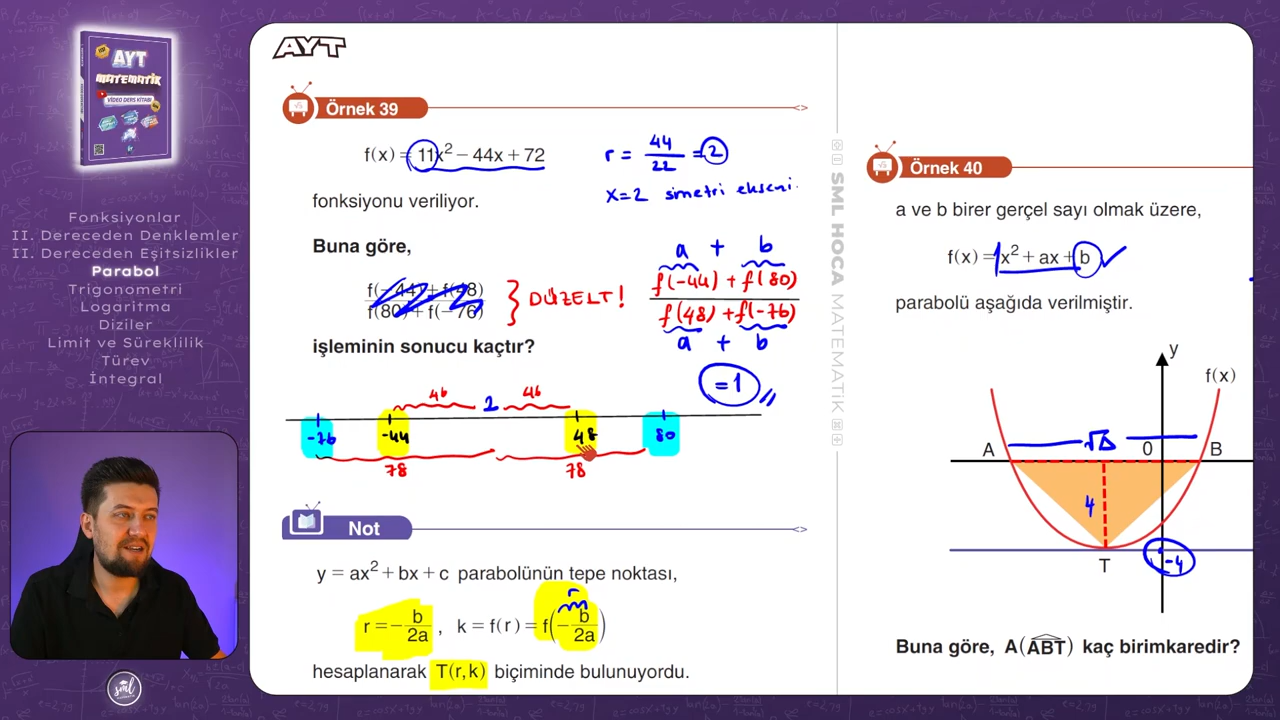 AYT
MATEMATİK
VİDEO DERS KİTABI
Fonksiyonlar
II. Dereceden Denklemler
II. Dereceden Eşitsizlikler
Parabol
Trigonometri
Logaritma
Diziler
Limit ve Süreklilik
Türev
İntegral
sml
AYT
Örnek 39
f(x) = 11x² − 44x + 72
r = 44/22 = 2
x=2 simetri ekseni.
fonksiyonu veriliyor.
Buna göre,
f(−44) + f(48)
f(80) + f(−76)
} DÜZELT!
a + b
f(-44) + f(80)
f(48) + f(-76)
a + b
işleminin sonucu kaçtır?
= 1
46 2 46
-76 -44 48 80
78 78
Not
y = ax² + bx + c parabolünün tepe noktası,
r
r = − b/2a , k = f(r) = f(− b/2a)
hesaplanarak T(r, k) biçiminde bulunuyordu.
SML HOCA MATEMATİK
Örnek 40
a ve b birer gerçel sayı olmak üzere,
f(x) = 1x² + ax + b ✓
parabolü aşağıda verilmiştir.
y
f(x)
A √Δ 0 B
4
T -4
Buna göre, A(ABT) kaç birimkaredir?